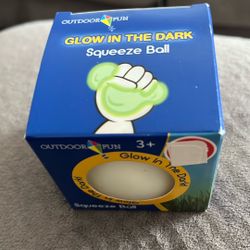 OUTDOOR FUN
GLOW IN THE DARK
Squeeze Ball
OUTDOOR FUN
3+
Glow In The Dark
Squeeze Ball